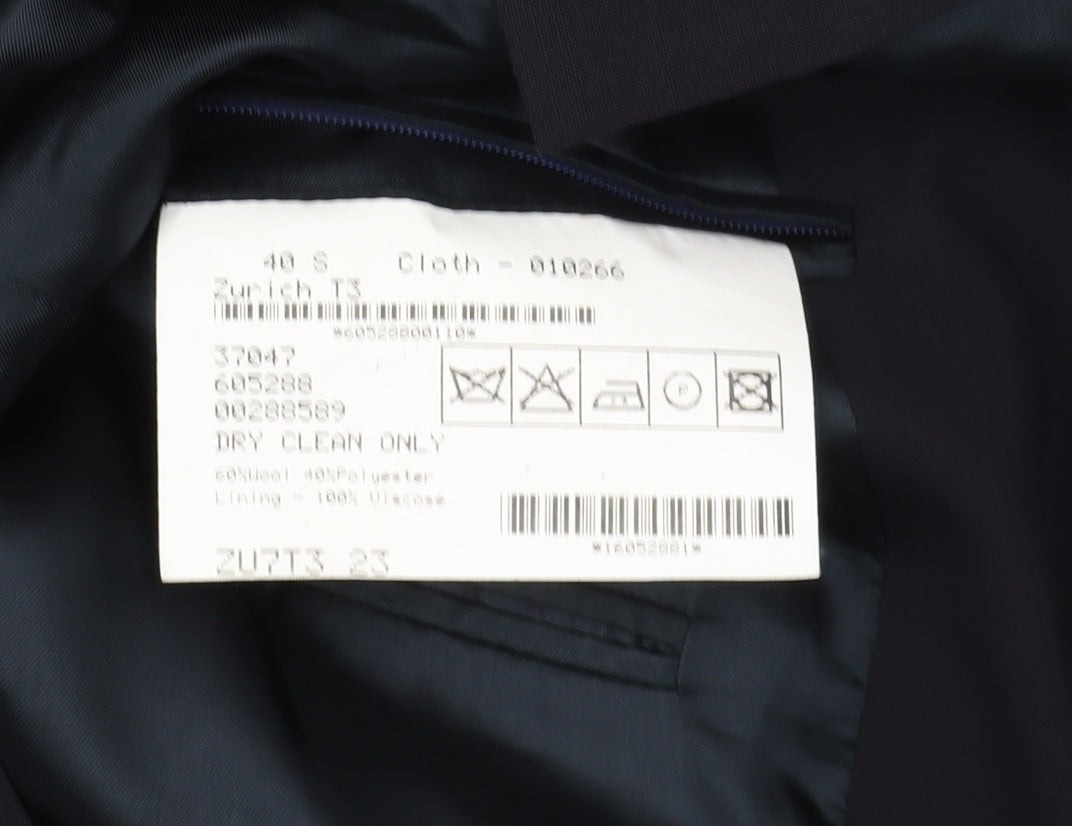 40 S Cloth - 010266
Zurich T3
*60528800110*
37047
605288
00288589
DRY CLEAN ONLY
60%Wool 40%Polyester
Lining - 100% Viscose
P
*16052881*
ZU7T3 23